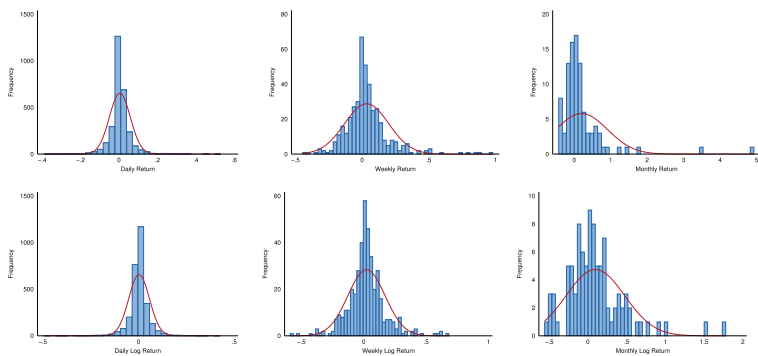 1500
1000
500
0
Frequency
-.4 -.2 0 .2 .4 .6
Daily Return
80
60
40
20
0
Frequency
-.5 0 .5 1
Weekly Return
20
15
10
5
0
Frequency
0 1 2 3 4 5
Monthly Return
1500
1000
500
0
Frequency
-.5 0 .5
Daily Log Return
60
40
20
0
Frequency
-.5 0 .5 1
Weekly Log Return
10
8
6
4
2
0
Frequency
-.5 0 .5 1 1.5 2
Monthly Log Return